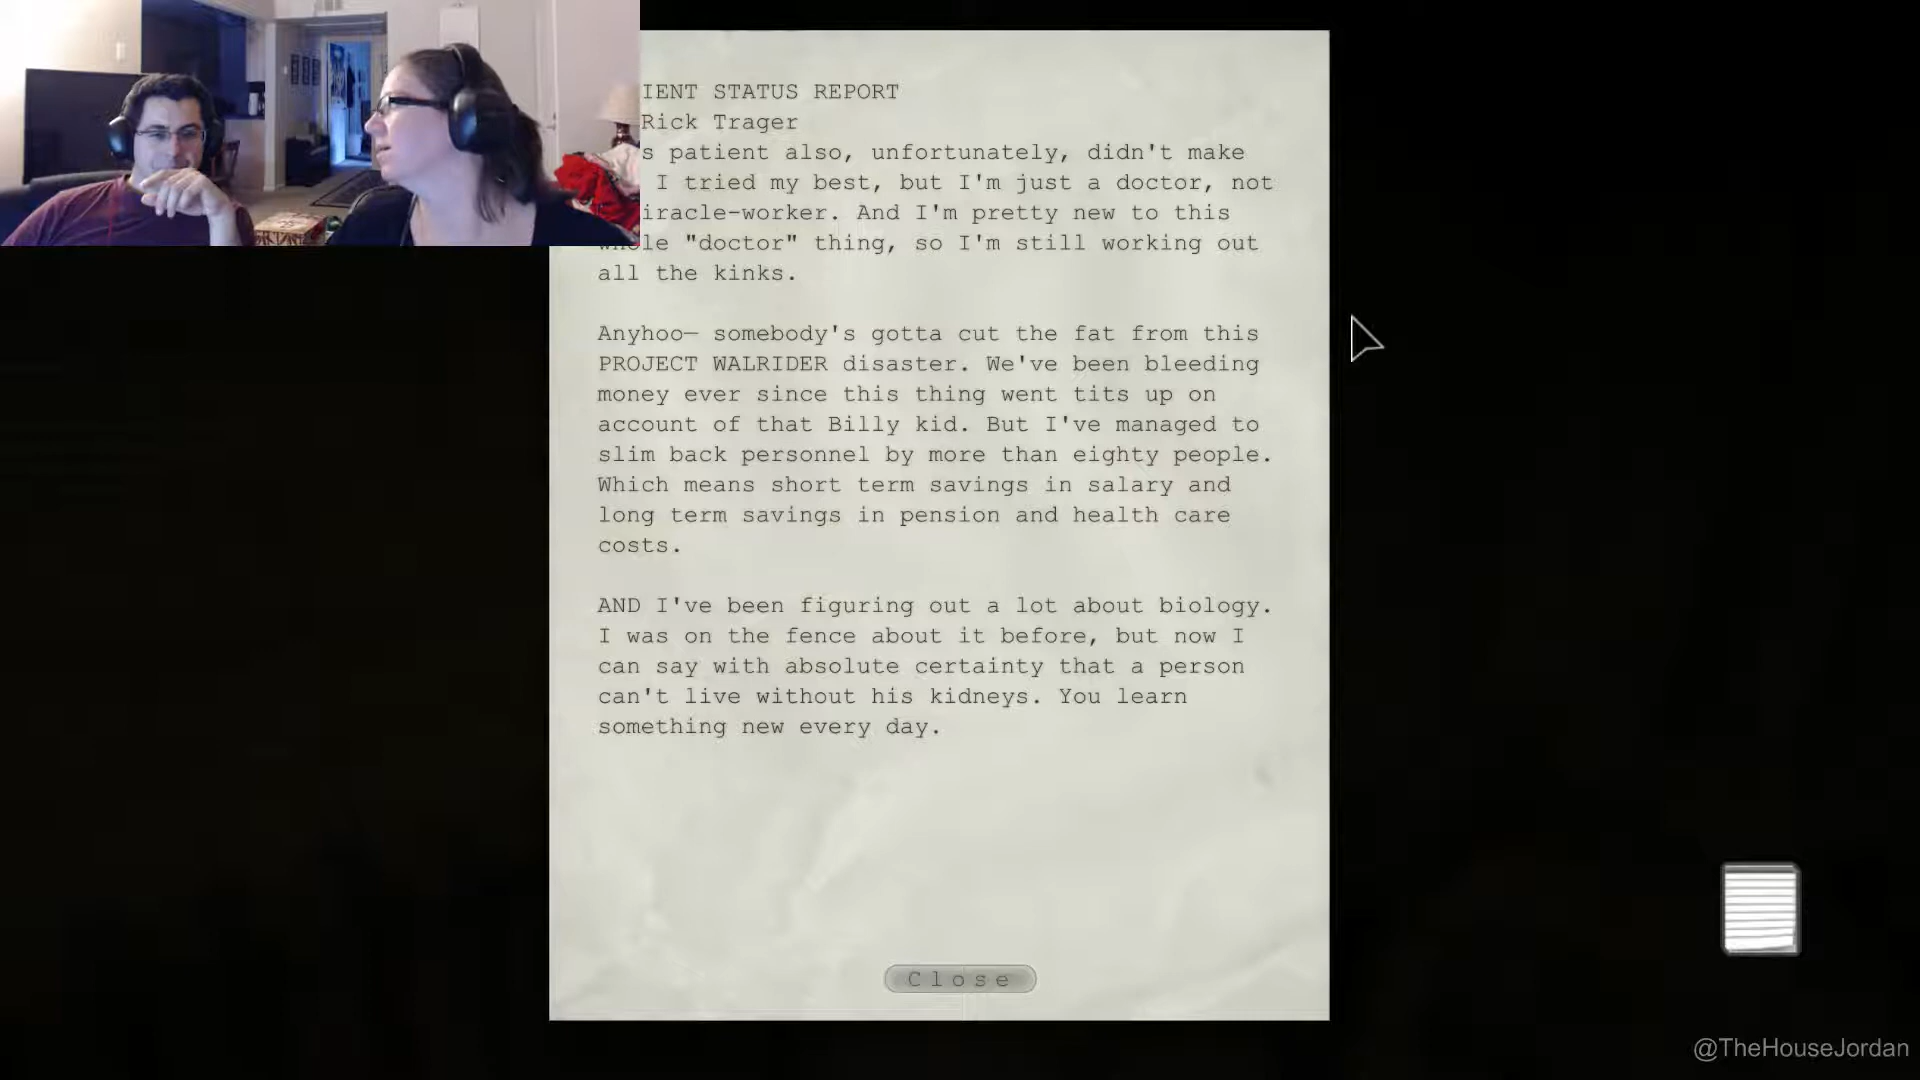 IENT STATUS REPORT
Rick Trager
s patient also, unfortunately, didn't make
I tried my best, but I'm just a doctor, not
iracle-worker. And I'm pretty new to this
whole "doctor" thing, so I'm still working out
all the kinks.
Anyhoo— somebody's gotta cut the fat from this
PROJECT WALRIDER disaster. We've been bleeding
money ever since this thing went tits up on
account of that Billy kid. But I've managed to
slim back personnel by more than eighty people.
Which means short term savings in salary and
long term savings in pension and health care
costs.
AND I've been figuring out a lot about biology.
I was on the fence about it before, but now I
can say with absolute certainty that a person
can't live without his kidneys. You learn
something new every day.
Close
@TheHouseJordan